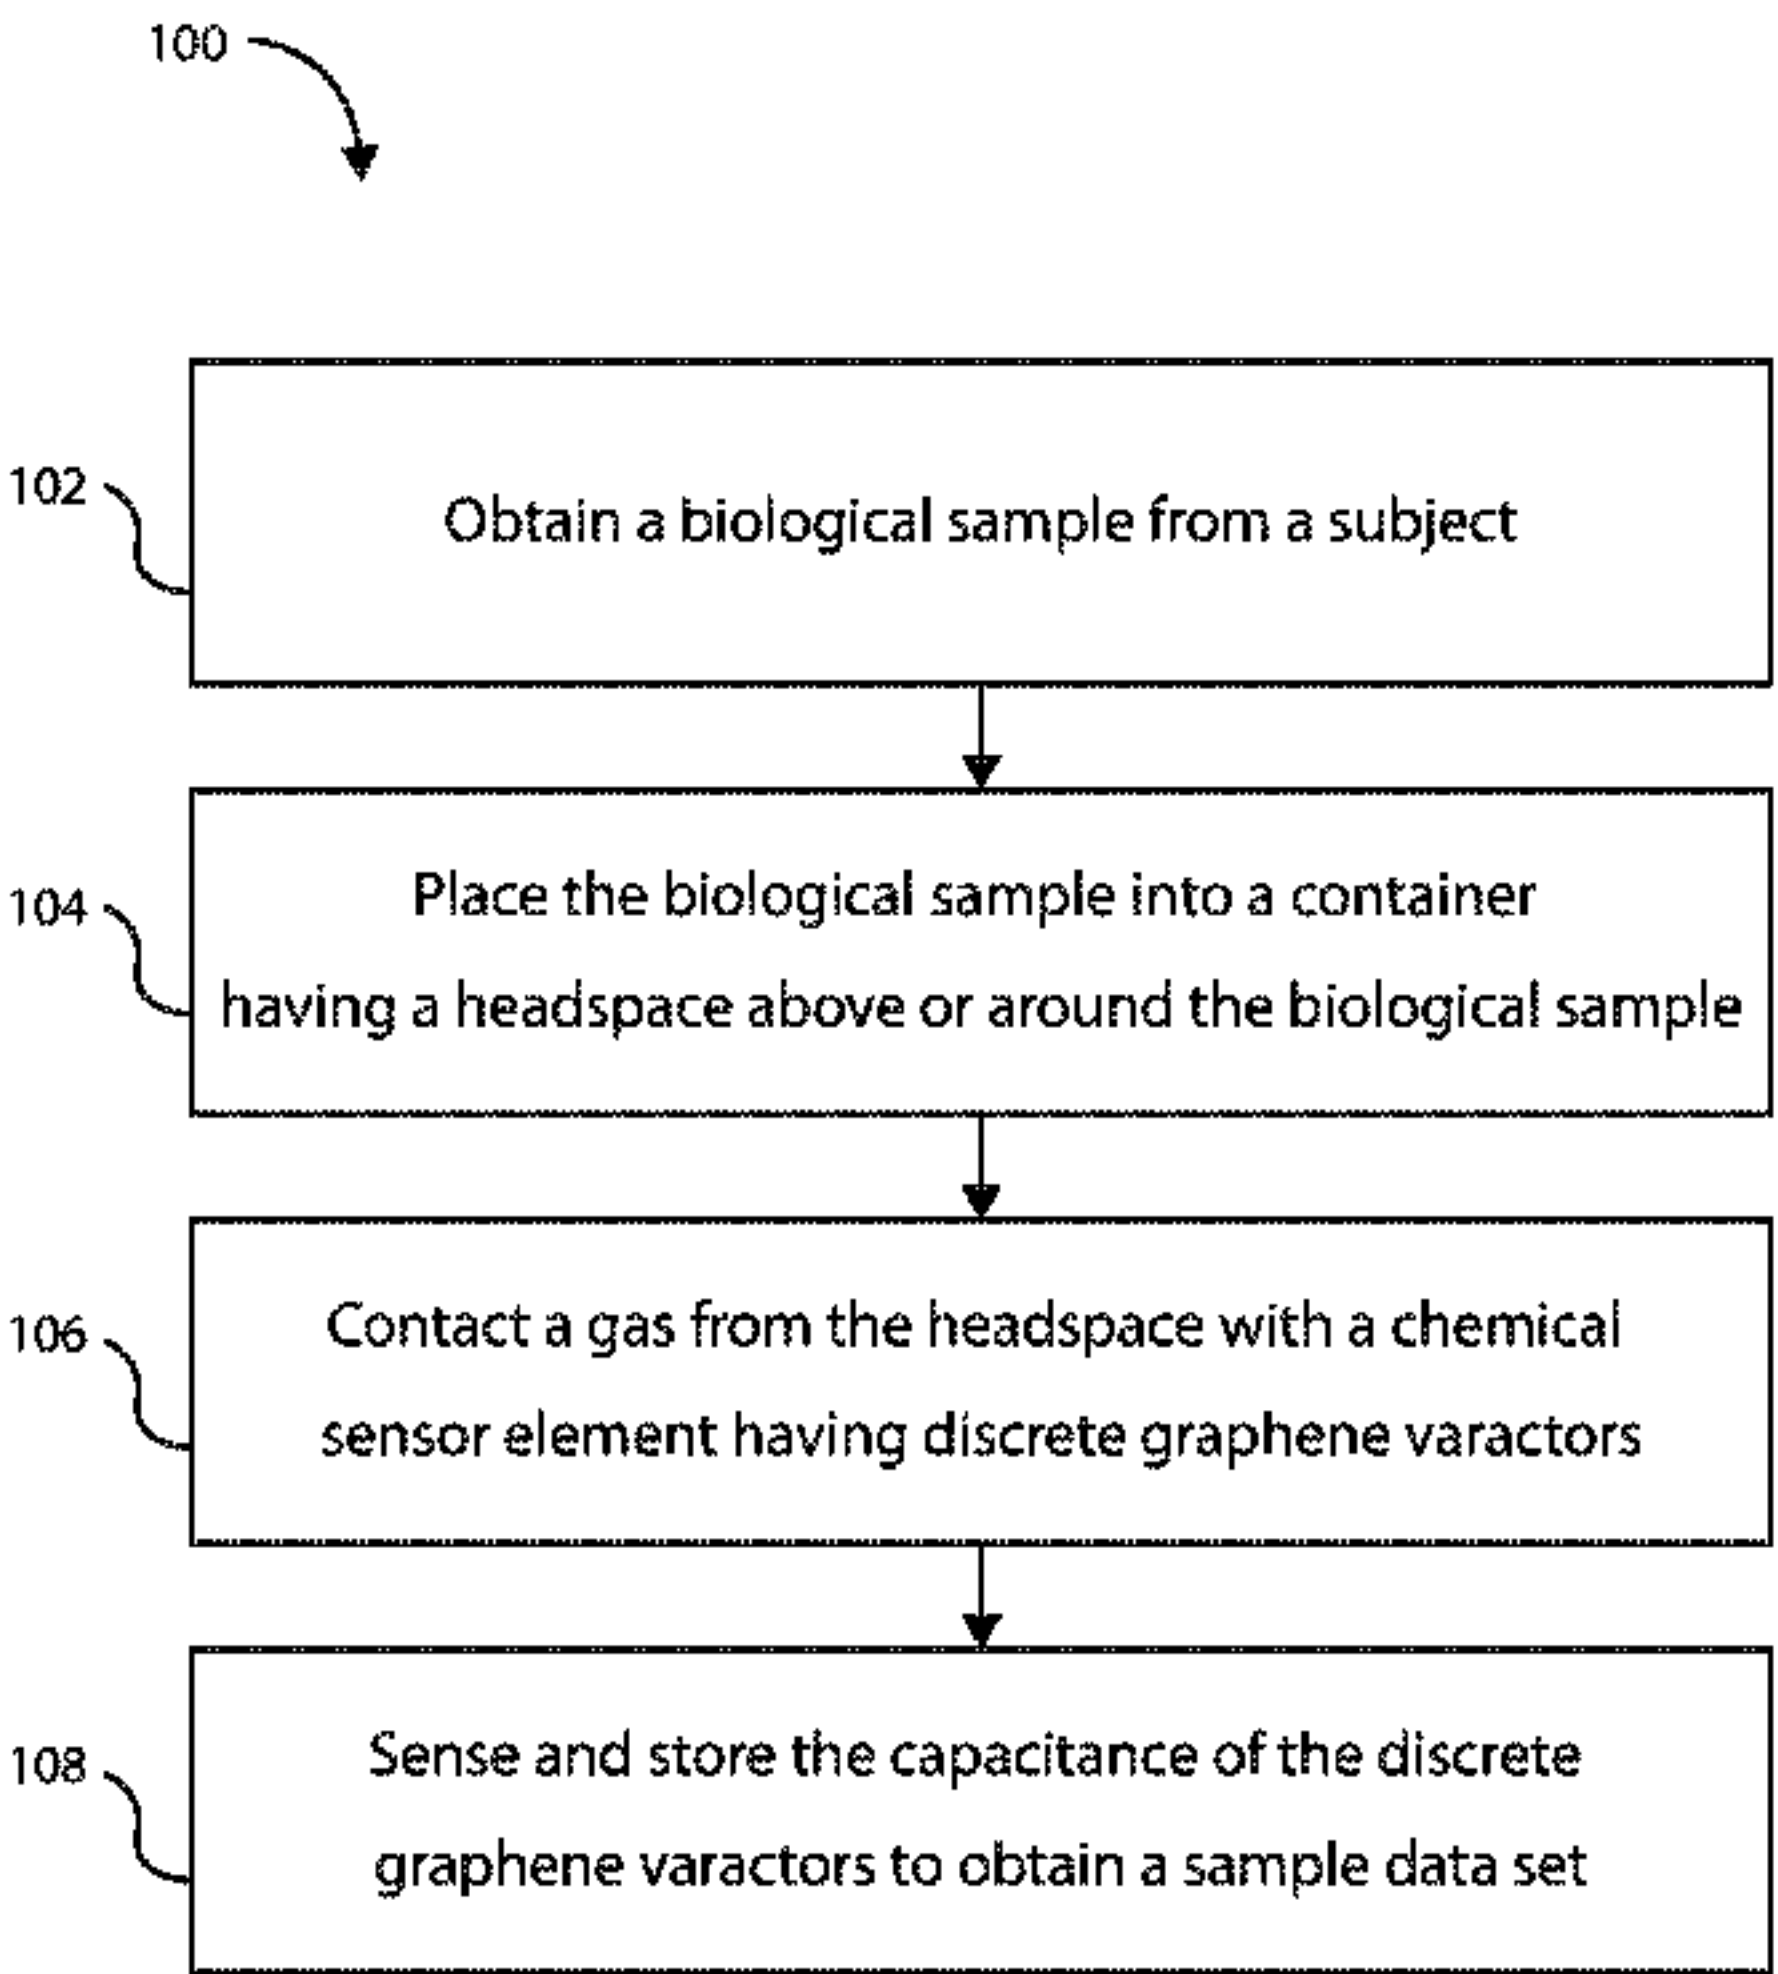 100
102
Obtain a biological sample from a subject
104
Place the biological sample into a container
having a headspace above or around the biological sample
106
Contact a gas from the headspace with a chemical
sensor element having discrete graphene varactors
108
Sense and store the capacitance of the discrete
graphene varactors to obtain a sample data set